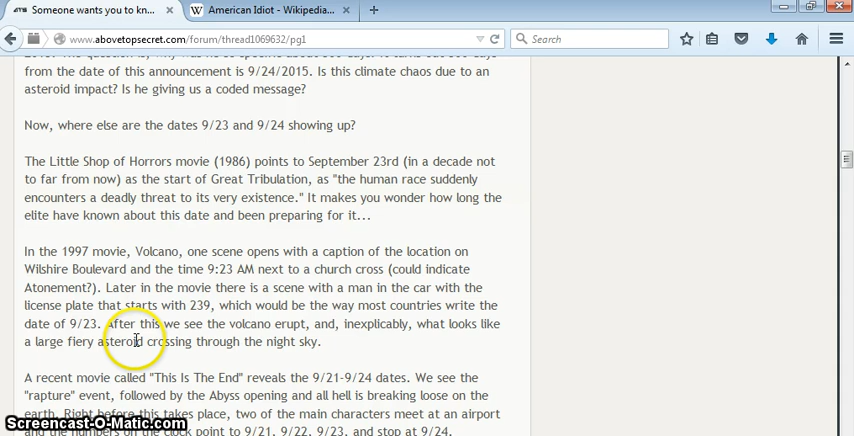 Someone wants you to kn...
American Idiot - Wikipedia...
www.abovetopsecret.com/forum/thread1069632/pg1
Search
from the date of this announcement is 9/24/2015. Is this climate chaos due to an
asteroid impact? Is he giving us a coded message?
Now, where else are the dates 9/23 and 9/24 showing up?
The Little Shop of Horrors movie (1986) points to September 23rd (in a decade not
to far from now) as the start of Great Tribulation, as "the human race suddenly
encounters a deadly threat to its very existence." It makes you wonder how long the
elite have known about this date and been preparing for it...
In the 1997 movie, Volcano, one scene opens with a caption of the location on
Wilshire Boulevard and the time 9:23 AM next to a church cross (could indicate
Atonement?). Later in the movie there is a scene with a man in the car with the
license plate that starts with 239, which would be the way most countries write the
date of 9/23. After this we see the volcano erupt, and, inexplicably, what looks like
a large fiery asteroid crossing through the night sky.
A recent movie called "This Is The End" reveals the 9/21-9/24 dates. We see the
"rapture" event, followed by the Abyss opening and all hell is breaking loose on the
earth. Right before this takes place, two of the main characters meet at an airport
and the numbers on the clock point to 9/21, 9/22, 9/23, and stop at 9/24.
Screencast-O-Matic.com